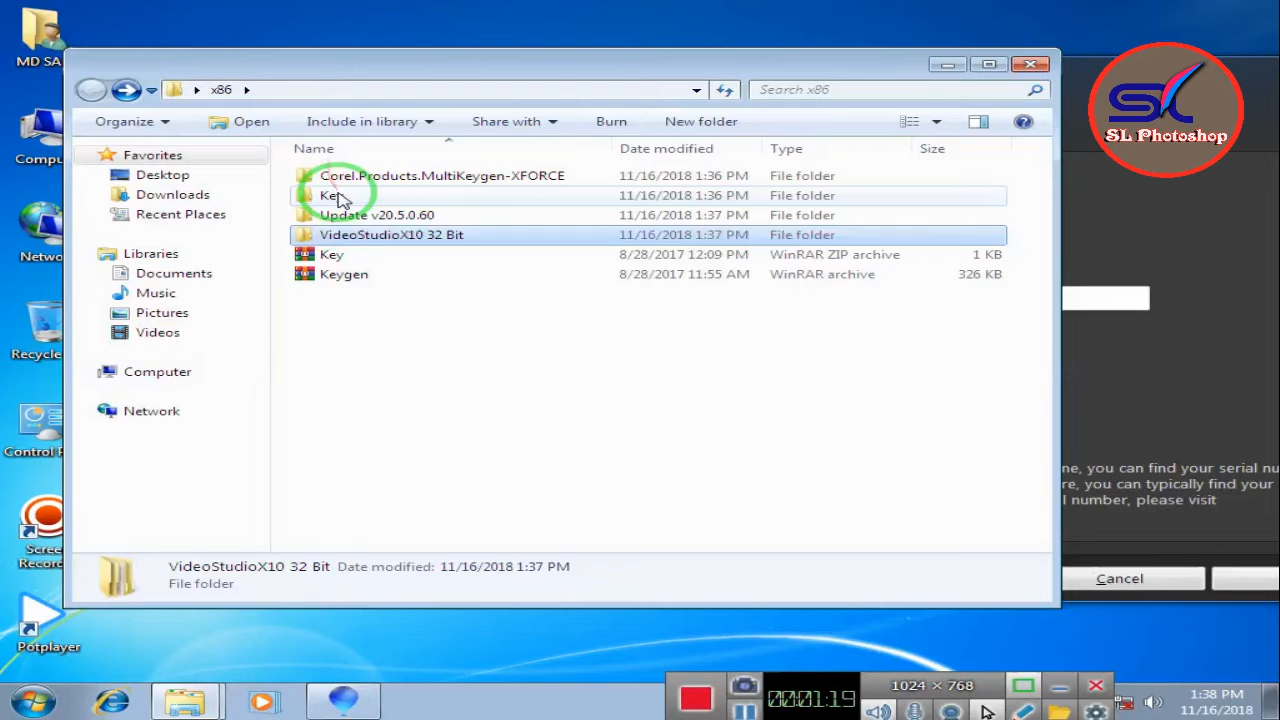 MD SA
x86
Search x86
SL Photoshop
Organize
Open
Include in library
Share with
Burn
New folder
Name
Date modified
Type
Size
Favorites
Desktop
Downloads
Recent Places
Libraries
Documents
Music
Pictures
Videos
Computer
Network
Corel.Products.MultiKeygen-XFORCE 11/16/2018 1:36 PM File folder
Key 11/16/2018 1:36 PM File folder
Update v20.5.0.60 11/16/2018 1:37 PM File folder
VideoStudioX10 32 Bit 11/16/2018 1:37 PM File folder
Key 8/28/2017 12:09 PM WinRAR ZIP archive 1 KB
Keygen 8/28/2017 11:55 AM WinRAR archive 326 KB
Compu
Netwo
Recycle
Control P
Scree
Recor
Potplayer
ne, you can find your serial nu
re, you can typically find your
l number, please visit
Cancel
VideoStudioX10 32 Bit Date modified: 11/16/2018 1:37 PM
File folder
00:01:19
1024 × 768
1:38 PM
11/16/2018